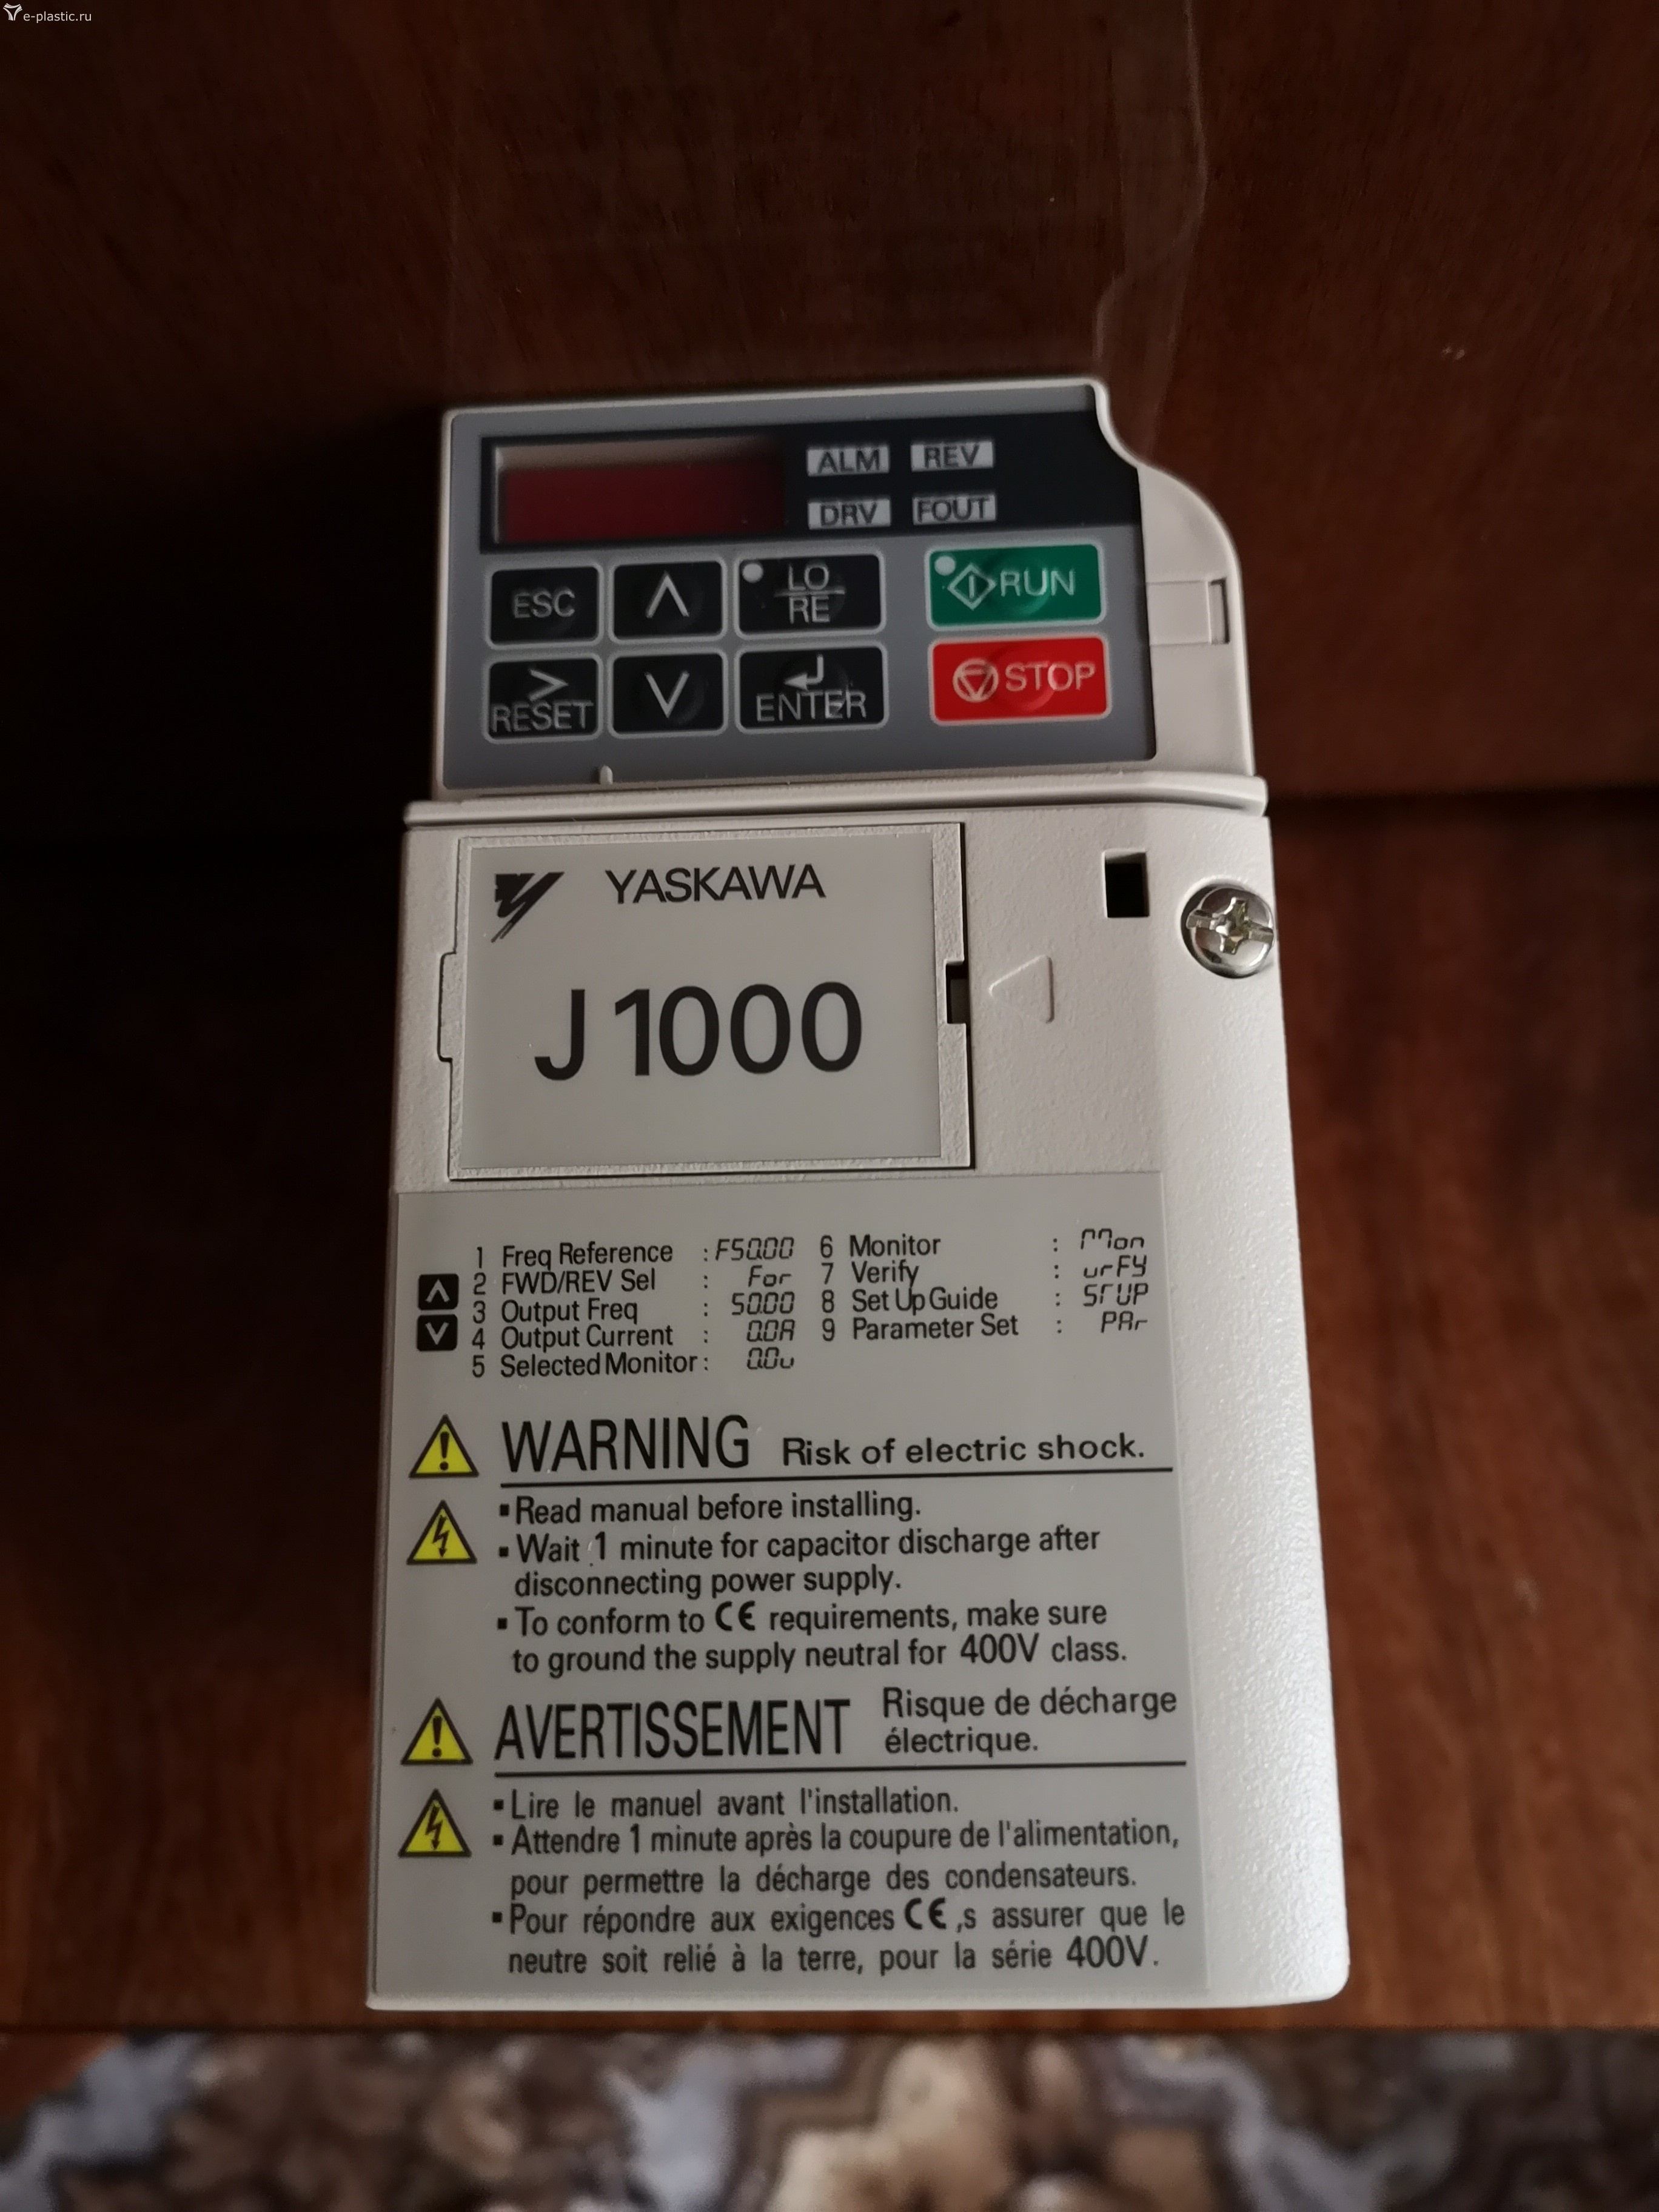 e-plastic.ru
ALM REV
DRV FOUT
ESC LO RUN
RE
> ENTER STOP
RESET
YASKAWA
J1000
1 Freq Reference : F50.00 6 Monitor : Mon
2 FWD/REV Sel : For 7 Verify : vrFY
3 Output Freq : 50.00 8 Set Up Guide : STUP
4 Output Current : 0.0A 9 Parameter Set : PAr
5 Selected Monitor : 0.0v
WARNING Risk of electric shock.
▪ Read manual before installing.
▪ Wait 1 minute for capacitor discharge after
disconnecting power supply.
▪ To conform to CE requirements, make sure
to ground the supply neutral for 400V class.
AVERTISSEMENT Risque de décharge
électrique.
▪ Lire le manuel avant l'installation.
▪ Attendre 1 minute après la coupure de l'alimentation,
pour permettre la décharge des condensateurs.
▪ Pour répondre aux exigences CE ,s assurer que le
neutre soit relié à la terre, pour la série 400V.